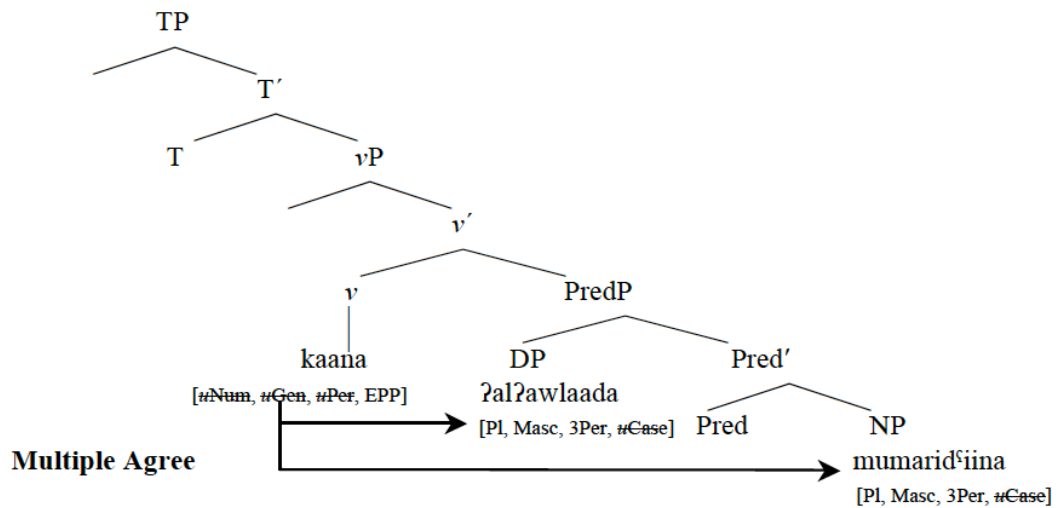 TP
T′
T vP
v′
v PredP
kaana DP Pred′
[uNum, uGen, uPer, EPP] ʔalʔawlaada
[Pl, Masc, 3Per, uCase] Pred NP
Multiple Agree mumaridˤiina
[Pl, Masc, 3Per, uCase]